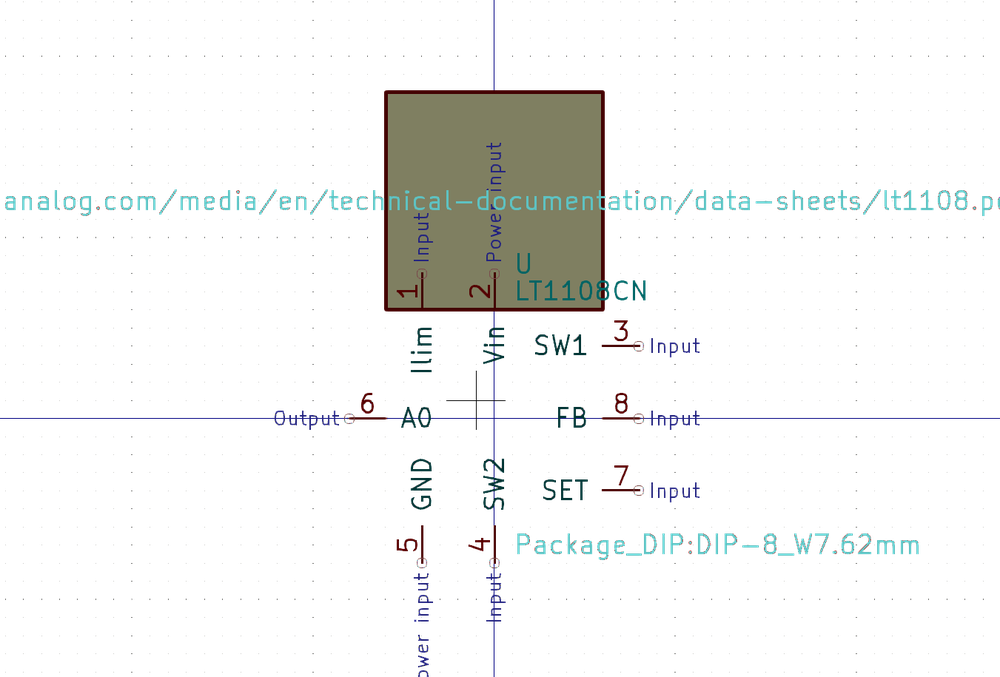 Power input
analog.com/media/en/technical-documentation/data-sheets/lt1108.p
Input
U
1
2
LT1108CN
Ilim
Vin
SW1
3
Input
Output
6
A0
FB
8
Input
GND
SW2
SET
7
Input
5
4
Package_DIP:DIP-8_W7.62mm
ower input
Input